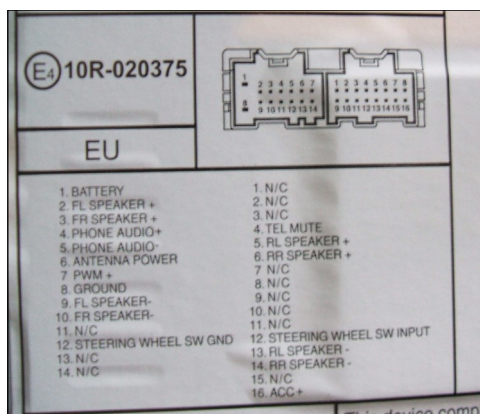 E4 10R-020375
1 2 3 4 5 6 7
8 9 10 11 12 13 14
1 2 3 4 5 6 7 8
9 10 11 12 13 14 15 16
EU
1. BATTERY
2. FL SPEAKER +
3. FR SPEAKER +
4. PHONE AUDIO+
5. PHONE AUDIO-
6. ANTENNA POWER
7 PWM +
8. GROUND
9. FL SPEAKER-
10. FR SPEAKER-
11. N/C
12. STEERING WHEEL SW GND
13. N/C
14. N/C
1. N/C
2. N/C
3. N/C
4. TEL MUTE
5. RL SPEAKER +
6. RR SPEAKER +
7 N/C
8. N/C
9. N/C
10. N/C
11. N/C
12. STEERING WHEEL SW INPUT
13. RL SPEAKER -
14. RR SPEAKER -
15. N/C
16. ACC+
This device comp